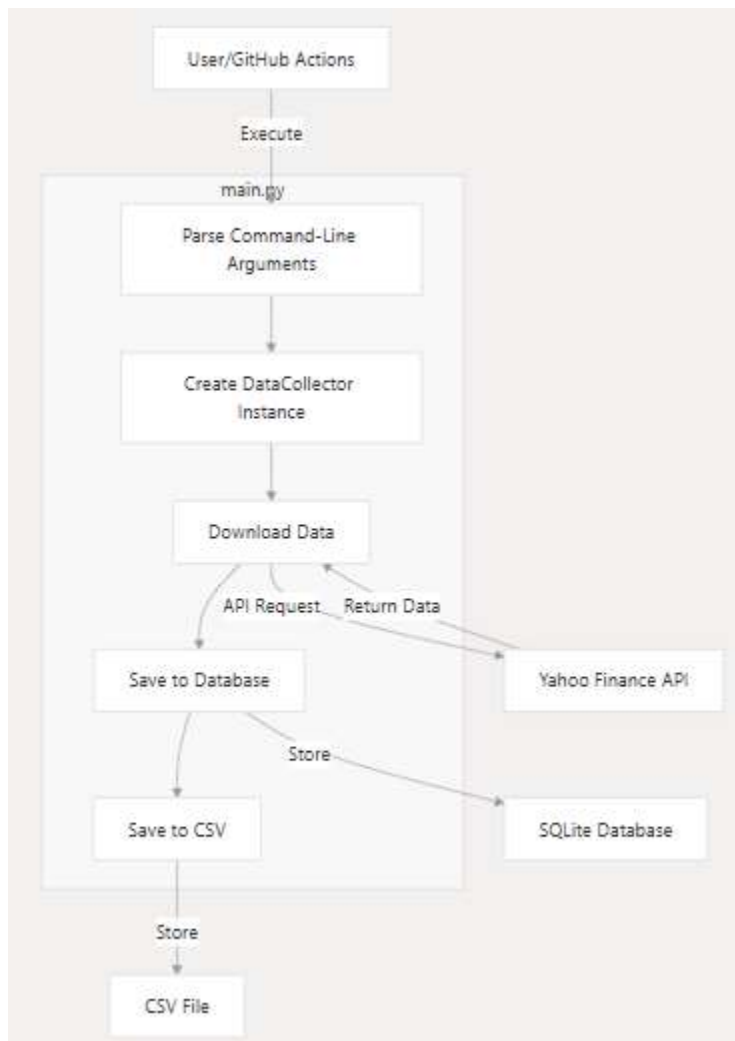 User/GitHub Actions
Execute
main.py
Parse Command-Line
Arguments
Create DataCollector
Instance
Download Data
API Request
Return Data
Save to Database
Yahoo Finance API
Store
Save to CSV
SQLite Database
Store
CSV File